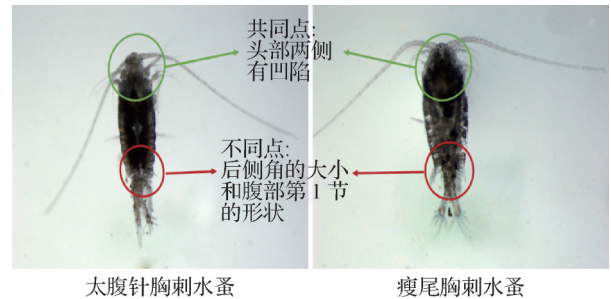 共同点:
头部两侧
有凹陷
不同点:
后侧角的大小
和腹部第1节
的形状
太腹针胸刺水蚤
瘦尾胸刺水蚤